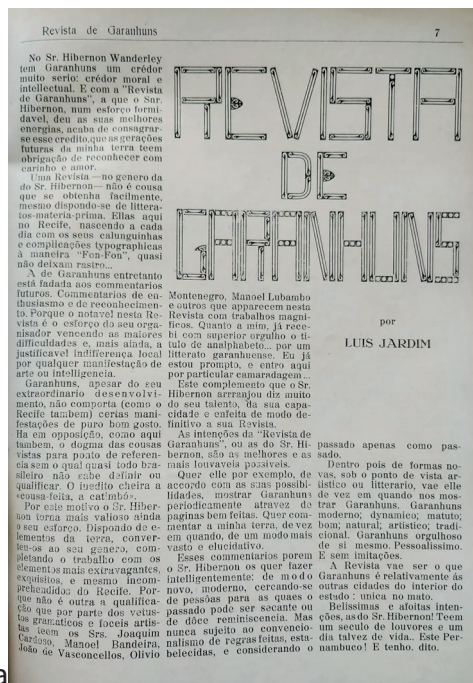 Revista de Garanhuns
7
No Sr. Hibernon Wanderley
tem Garanhuns um crédor
muito serio: crédor moral e
intellectual. E com a "Revista
de Garanhuns", a que o Snr.
Hibernon, num esforço formi-
davel, deu as suas melhores
energias, acaba de consagrar-
se esse credito, que as gerações
futuras da minha terra teem
obrigação de reconhecer com
carinho e amor.
Uma Revista —no genero da
do Sr. Hibernon— não é cousa
que se obtenha facilmente,
mesmo dispondo-se de littera-
tos-materia-prima. Ellas aqui
no Recife, nascendo a cada
dia com os seus calunguinhas
e complicações typographicas
á maneira "Fon-Fon", quasi
não deixam rastro...
A de Garanhuns entretanto
está fadada aos commentarios
futuros. Commentarios de en-
thusiasmo e de reconhecimen-
to. Porque o notavel nesta Re-
vista é o esforço do seu orga-
nisador vencendo as maiores
difficuldades e, mais ainda, a
justificavel indifferença local
por qualquer manifestação de
arte ou intelligencia.
Garanhuns, apesar do seu
extraordinario desenvolvi-
mento, não comporta (como o
Recife tambem) certas mani-
festações de puro bom gosto.
Ha em opposição, como aqui
tambem, o dogma das cousas
vistas para ponto de referen-
cia sem o qual quasi todo bra-
sileiro não sabe definir ou
qualificar. O inedito cheira a
«cousa-feita, a catimbó».
Por este motivo o Sr. Hiber-
non torna mais valioso ainda
o seu esforço. Dispondo de e-
lementos da terra, conver-
teu-os ao seu genero, com-
pletando o trabalho com os
elementos mais extravagantes,
exquisitos, e mesmo incom-
prehendidos do Recife. Por-
que não é outra a qualifica-
ção que por parte dos vetus-
tos gramaticos e foceis artis-
tas teem os Srs. Joaquim
Cardoso, Manoel Bandeira,
João de Vasconcellos, Olivio
REVISTA
DE
GARANHUNS
por
LUIS JARDIM
Montenegro, Manoel Lubambo
e outros que apparecem nesta
Revista com trabalhos magni-
ficos. Quanto a mim, já rece-
bi com superior orgulho o ti-
tulo de analphabeto... por um
litterato garanhuense. Eu já
estou prompto, e entro aqui
por particular camaradagem...
Este complemento que o Sr.
Hibernon arrranjou diz muito
do seu talento, da sua capa-
cidade e enfeita de modo de-
finitivo a sua Revista.
As intenções da "Revista de
Garanhuns", ou as do Sr. Hi-
bernon, são as melhores e as
mais louvaveis possiveis.
Quer elle por exemplo, de
accordo com as suas possibi-
lidades, mostrar Garanhuns
periodicamente atravez de
paginas bem feitas. Quer com-
mentar a minha terra, de vez
em quando, de um modo mais
vasto e elucidativo.
Esses commentarios porem
o Sr. Hibernon os quer fazer
intelligentemente: de modo
novo, moderno, cercando-se
de pessôas para as quaes o
passado póde ser secante ou
de dôce reminiscencia. Mas
nunca sujeito ao convencio-
nalismo de regras feitas, esta-
belecidas, e considerando o
passado apenas como pas-
sado.
Dentro pois de formas no-
vas, sob o ponto de vista ar-
tistico ou litterario, vae elle
de vez em quando nos mos-
trar Garanhuns. Garanhuns
moderno; dynamico; matuto;
bom; natural; artistico; tradi-
cional. Garanhuns orgulhoso
de si mesmo. Pessoalissimo.
E sem imitações.
A Revista vae ser o que
Garanhuns é relativamente ás
outras cidades do interior do
estado: unica no mato.
Belissimas e afoitas inten-
ções, as do Sr. Hibernon! Teem
um seculo de louvores e um
dia talvez de vida.. Este Per-
nambuco! E tenho. dito.
a